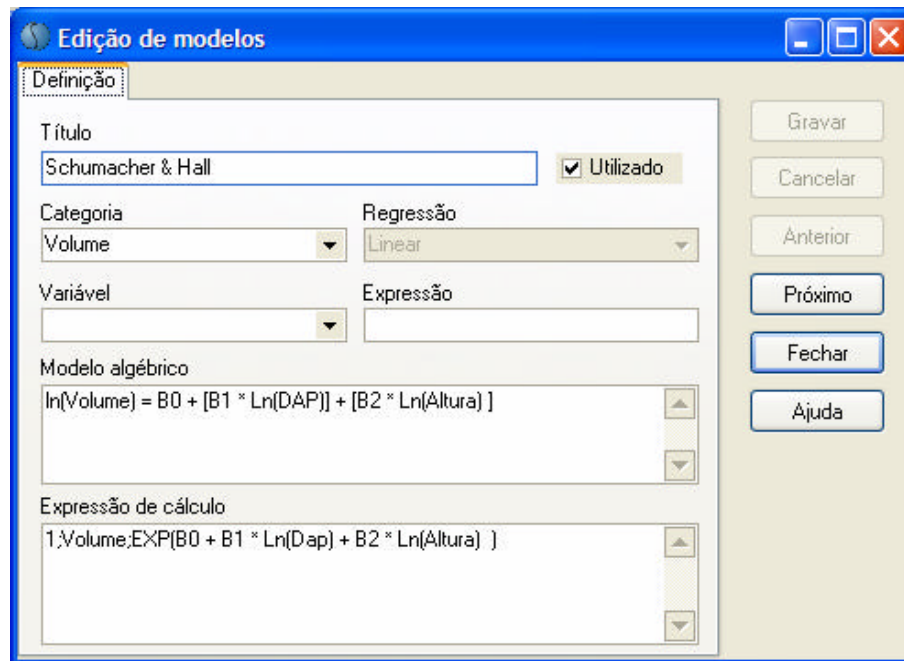 Edição de modelos
Definição
Título
Schumacher & Hall
Utilizado
Categoria
Regressão
Volume
Linear
Variável
Expressão
Modelo algébrico
ln(Volume) = B0 + [B1 * Ln(DAP)] + [B2 * Ln(Altura) ]
Expressão de cálculo
1;Volume;EXP(B0 + B1 * Ln(Dap) + B2 * Ln(Altura)  )
Gravar
Cancelar
Anterior
Próximo
Fechar
Ajuda